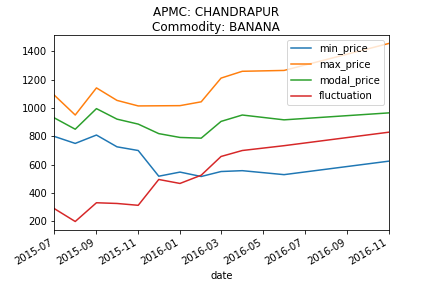 APMC: CHANDRAPUR
Commodity: BANANA
min_price
max_price
modal_price
fluctuation
1400
1200
1000
800
600
400
200
2015-07
2015-09
2015-11
2016-01
2016-03
2016-05
2016-07
2016-09
2016-11
date